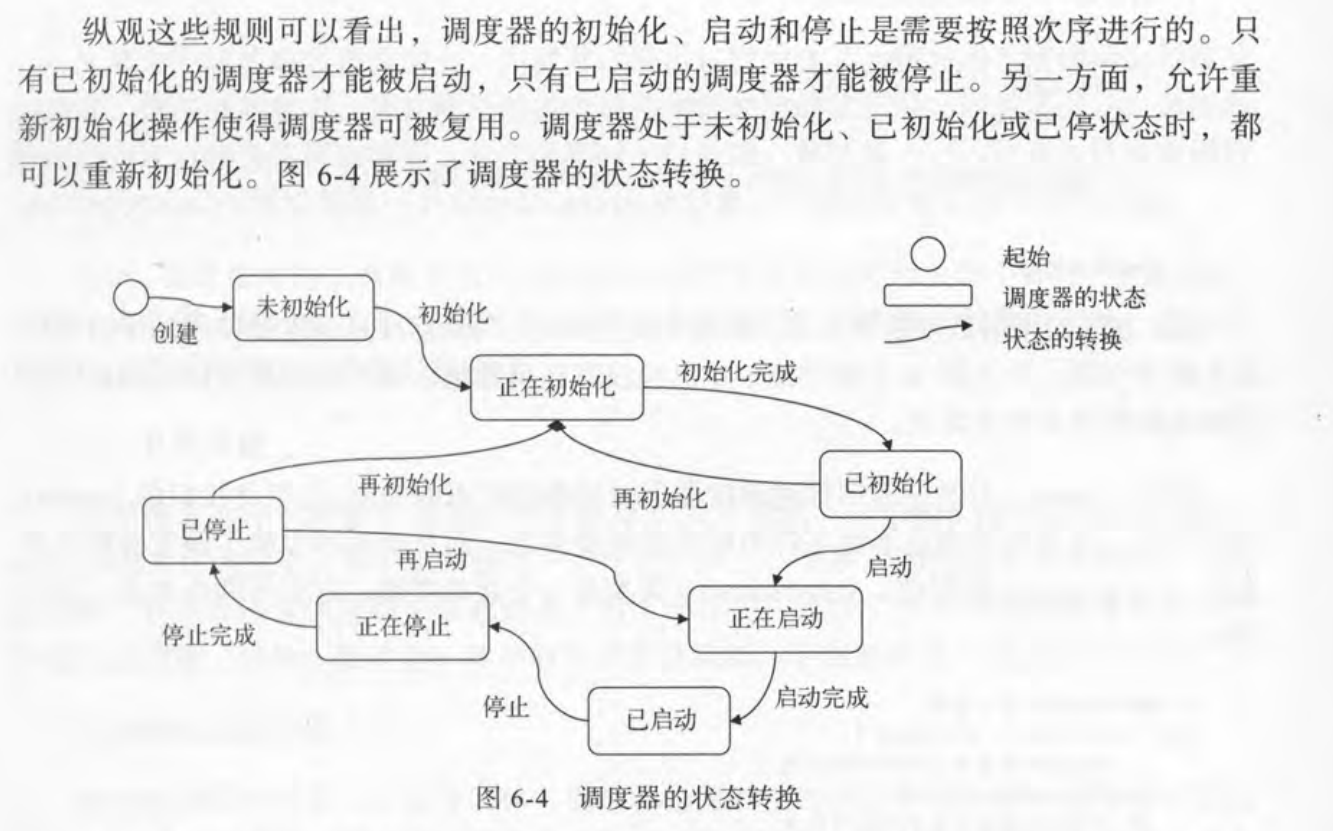 纵观这些规则可以看出，调度器的初始化、启动和停止是需要按照次序进行的。只
有已初始化的调度器才能被启动，只有已启动的调度器才能被停止。另一方面，允许重
新初始化操作使得调度器可被复用。调度器处于未初始化、已初始化或已停状态时，都
可以重新初始化。图 6-4 展示了调度器的状态转换。
起始
调度器的状态
状态的转换
创建
未初始化
初始化
正在初始化
初始化完成
已初始化
再初始化
再初始化
已停止
再启动
启动
正在启动
正在停止
停止完成
停止
已启动
启动完成
图 6-4 调度器的状态转换